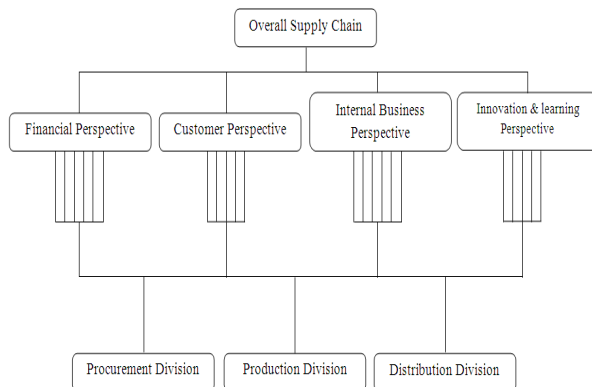 Overall Supply Chain
Financial Perspective
Customer Perspective
Internal Business
Perspective
Innovation & learning
Perspective
Procurement Division
Production Division
Distribution Division